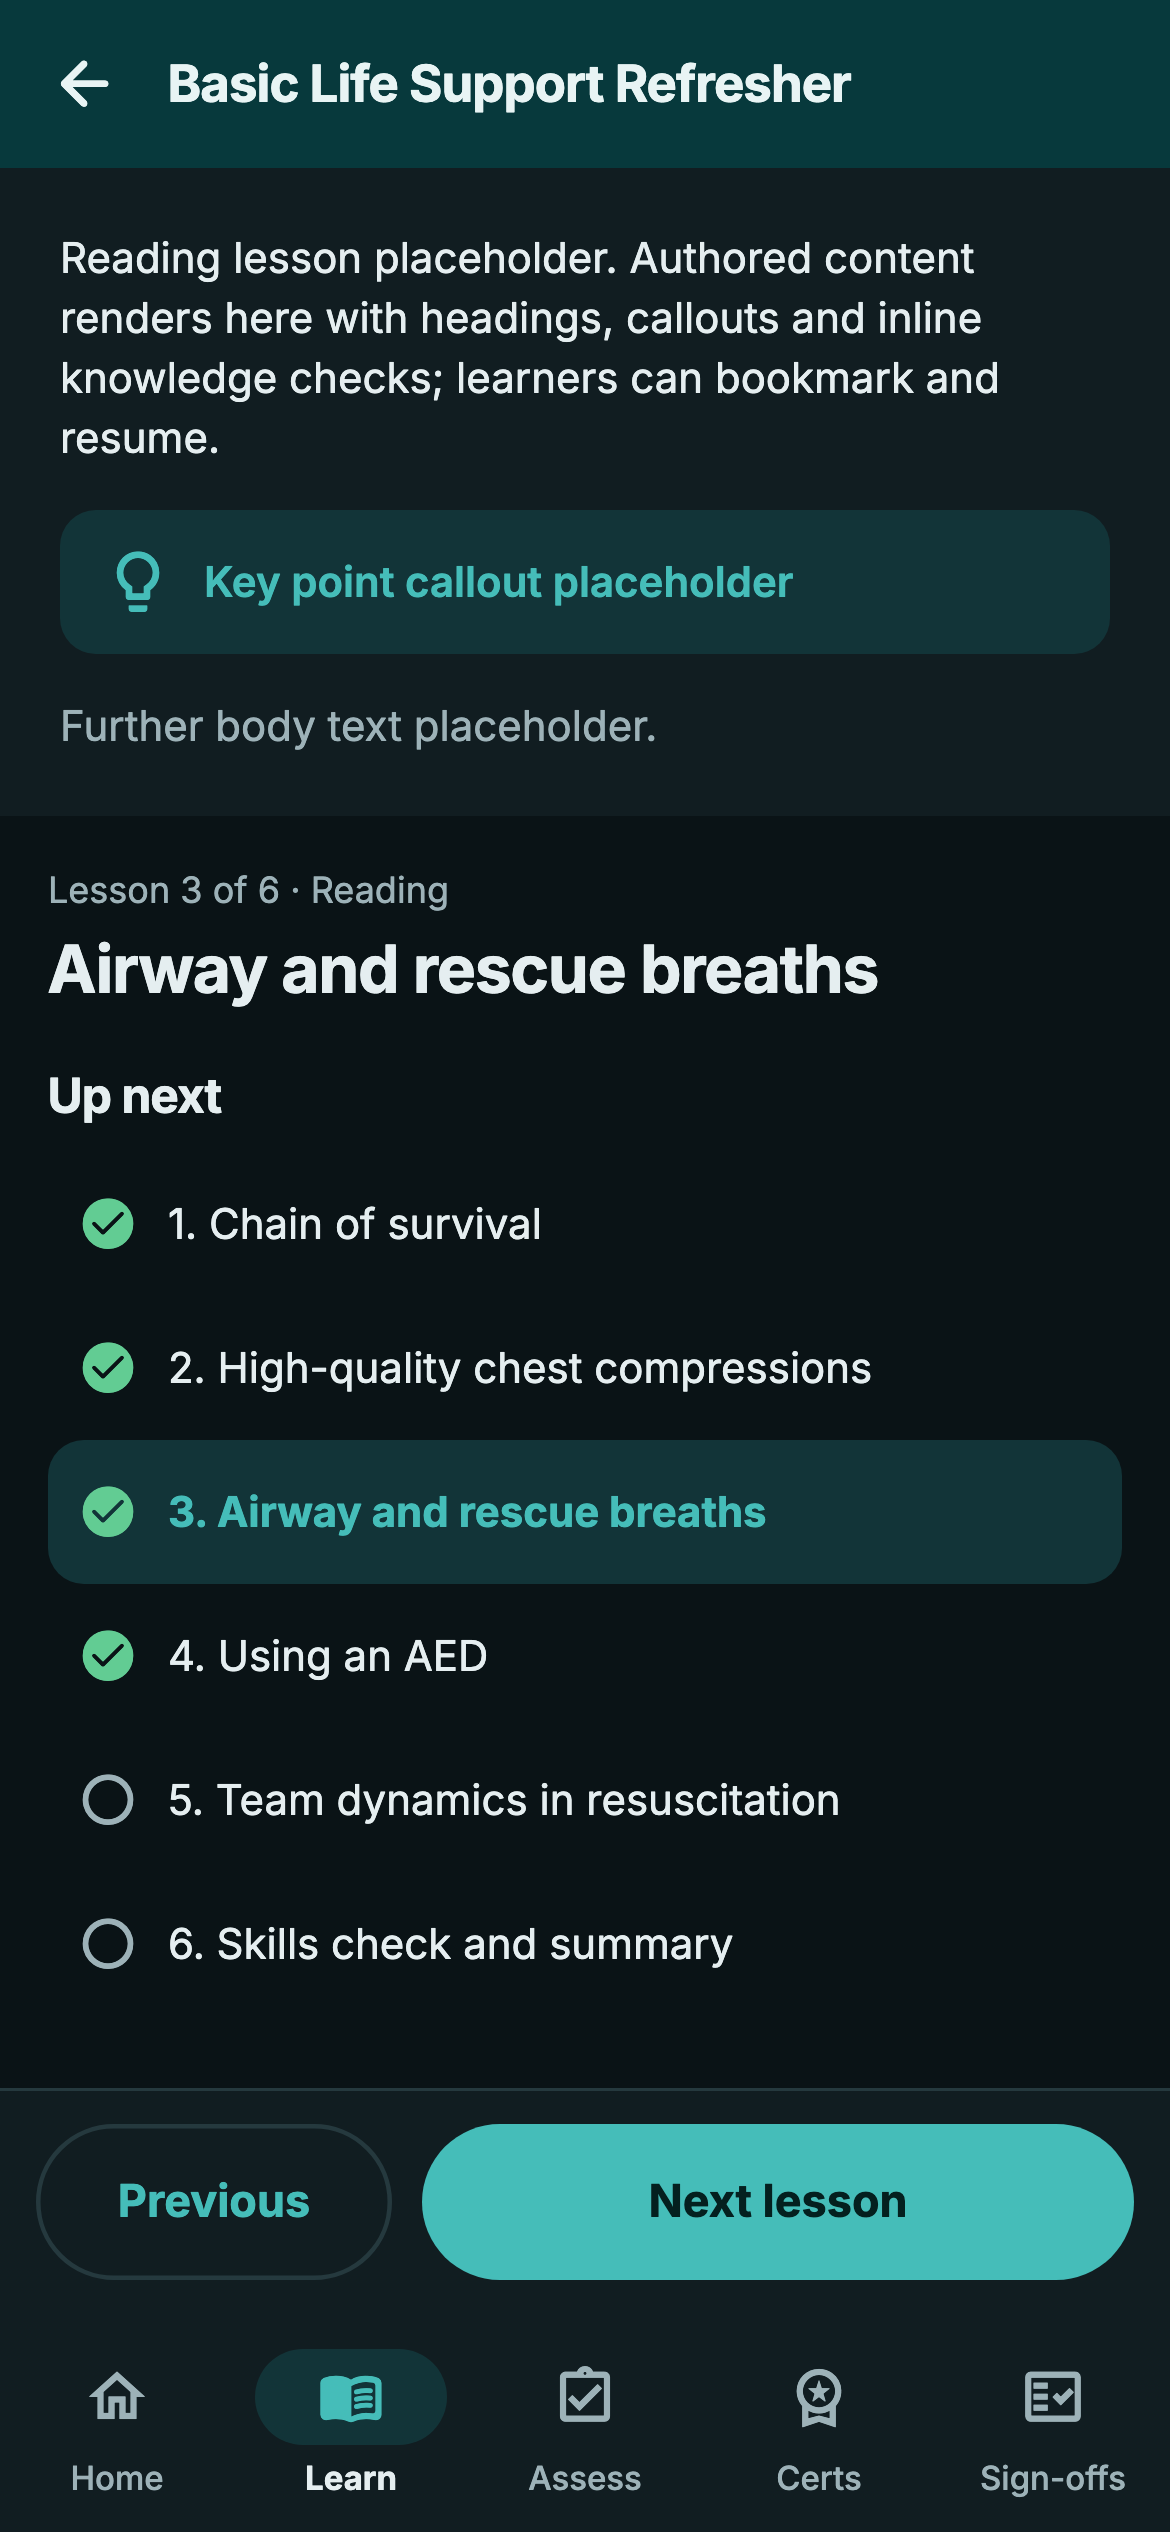 Basic Life Support Refresher
Reading lesson placeholder. Authored content
renders here with headings, callouts and inline
knowledge checks; learners can bookmark and
resume.
Key point callout placeholder
Further body text placeholder.
Lesson 3 of 6 · Reading
Airway and rescue breaths
Up next
1. Chain of survival
2. High-quality chest compressions
3. Airway and rescue breaths
4. Using an AED
5. Team dynamics in resuscitation
6. Skills check and summary
Previous
Next lesson
Home
Learn
Assess
Certs
Sign-offs